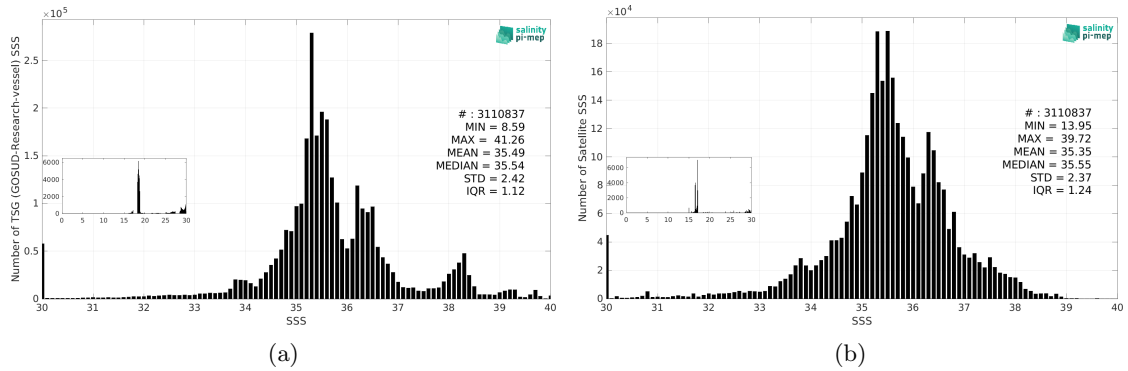 ×10⁵
Number of TSG (GOSUD-Research-vessel) SSS
2.5
2
1.5
1
0.5
0
30 31 32 33 34 35 36 37 38 39 40
SSS
6000
4000
2000
0
0 5 10 15 20 25 30
salinity
pi-mep
# : 3110837
MIN = 8.59
MAX = 41.26
MEAN = 35.49
MEDIAN = 35.54
STD = 2.42
IQR = 1.12
(a)
×10⁴
Number of Satellite SSS
18
16
14
12
10
8
6
4
2
0
30 31 32 33 34 35 36 37 38 39 40
SSS
6000
4000
2000
0
0 5 10 15 20 25 30
salinity
pi-mep
# : 3110837
MIN = 13.95
MAX = 39.72
MEAN = 35.35
MEDIAN = 35.55
STD = 2.37
IQR = 1.24
(b)